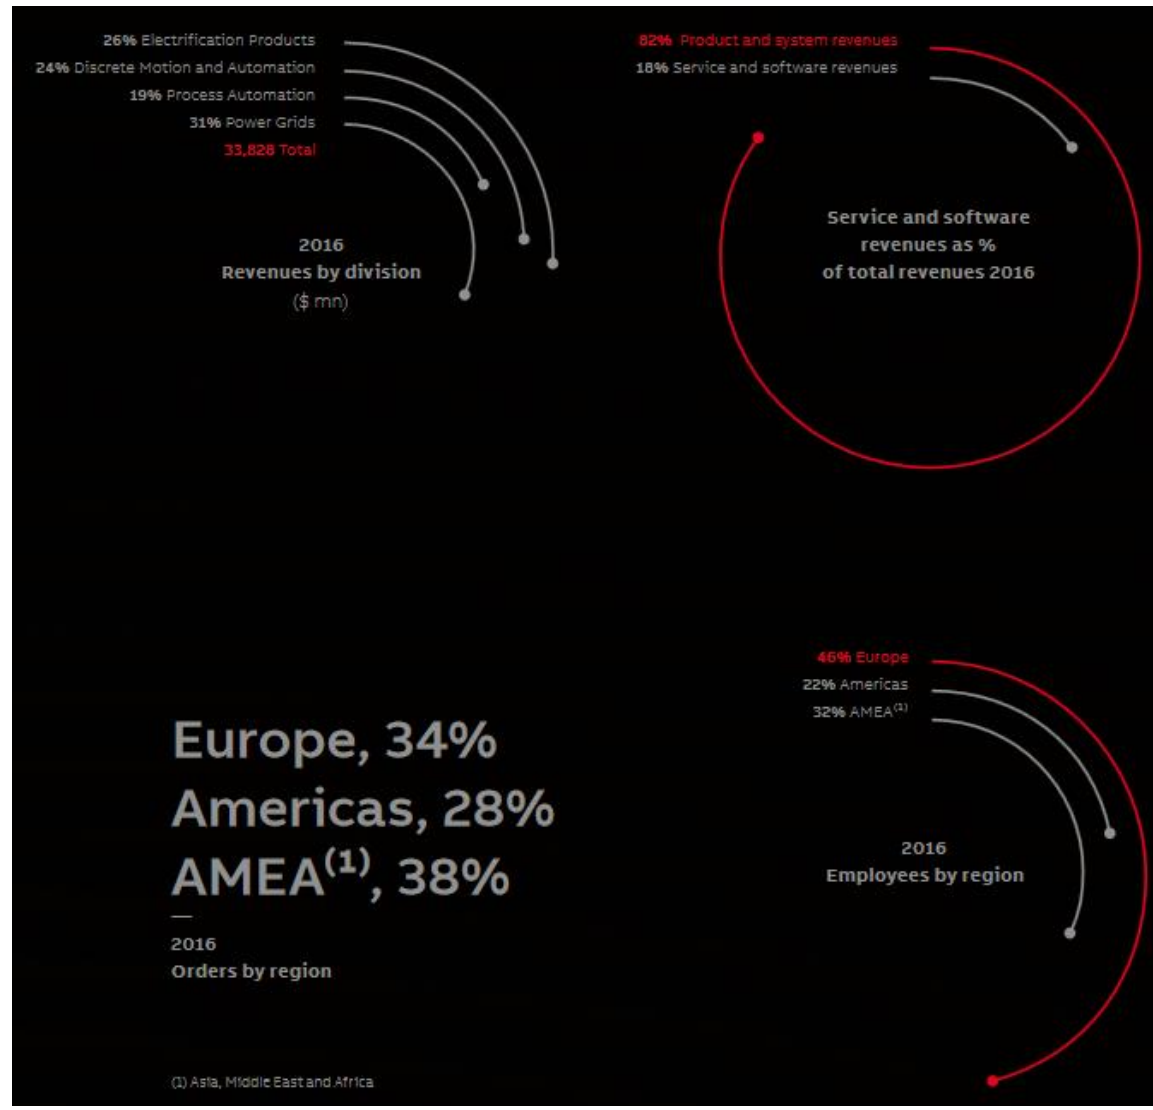 26% Electrification Products
24% Discrete Motion and Automation
19% Process Automation
31% Power Grids
33,828 Total
2016
Revenues by division
($ mn)
82% Product and system revenues
18% Service and software revenues
Service and software
revenues as %
of total revenues 2016
Europe, 34%
Americas, 28%
AMEA(1), 38%
2016
Orders by region
46% Europe
22% Americas
32% AMEA(1)
2016
Employees by region
(1) Asia, Middle East and Africa